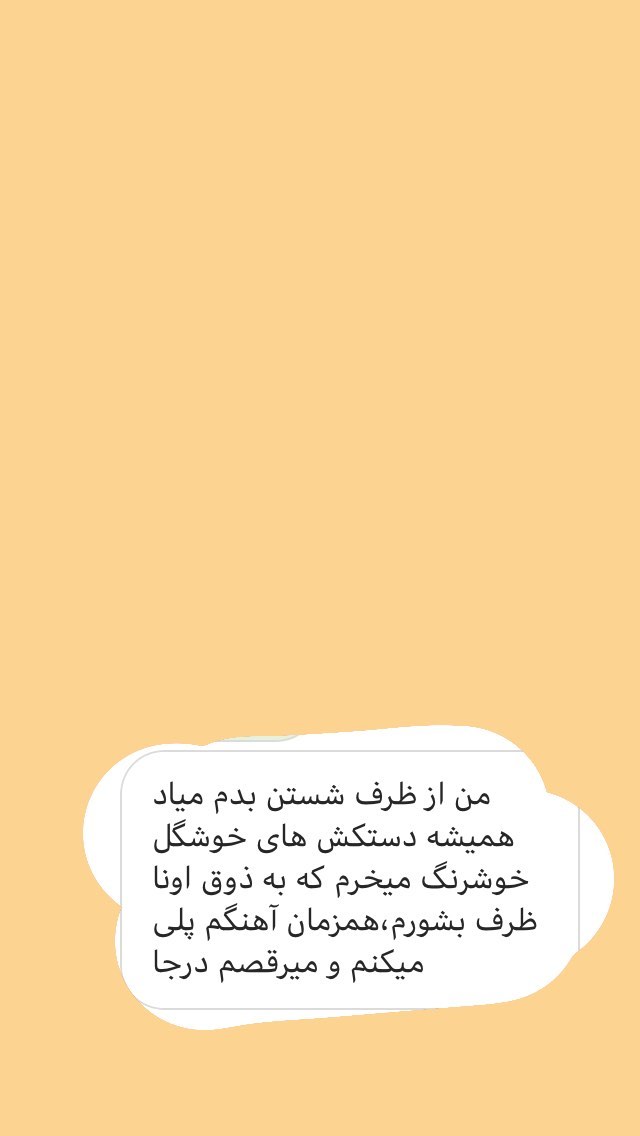 من از ظرف شستن بدم میاد
همیشه دستکش های خوشگل
خوشرنگ میخرم که به ذوق اونا
ظرف بشورم،همزمان آهنگم پلی
میکنم و میرقصم درجا